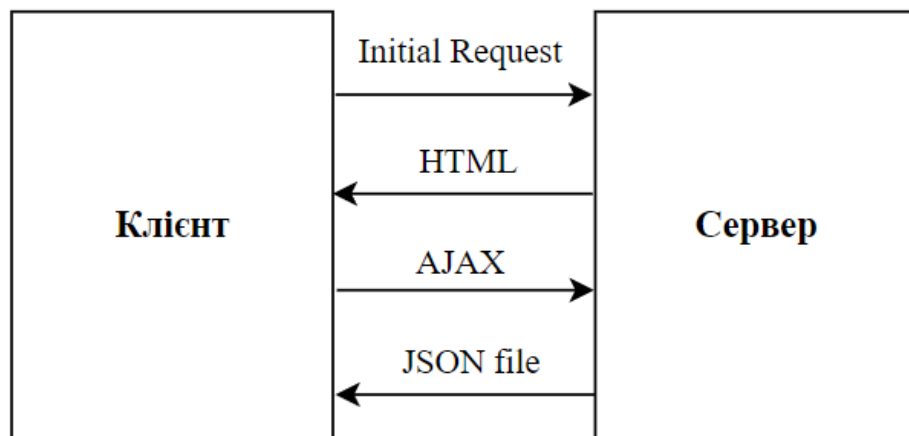 Initial Request
HTML
Клієнт
Сервер
AJAX
JSON file